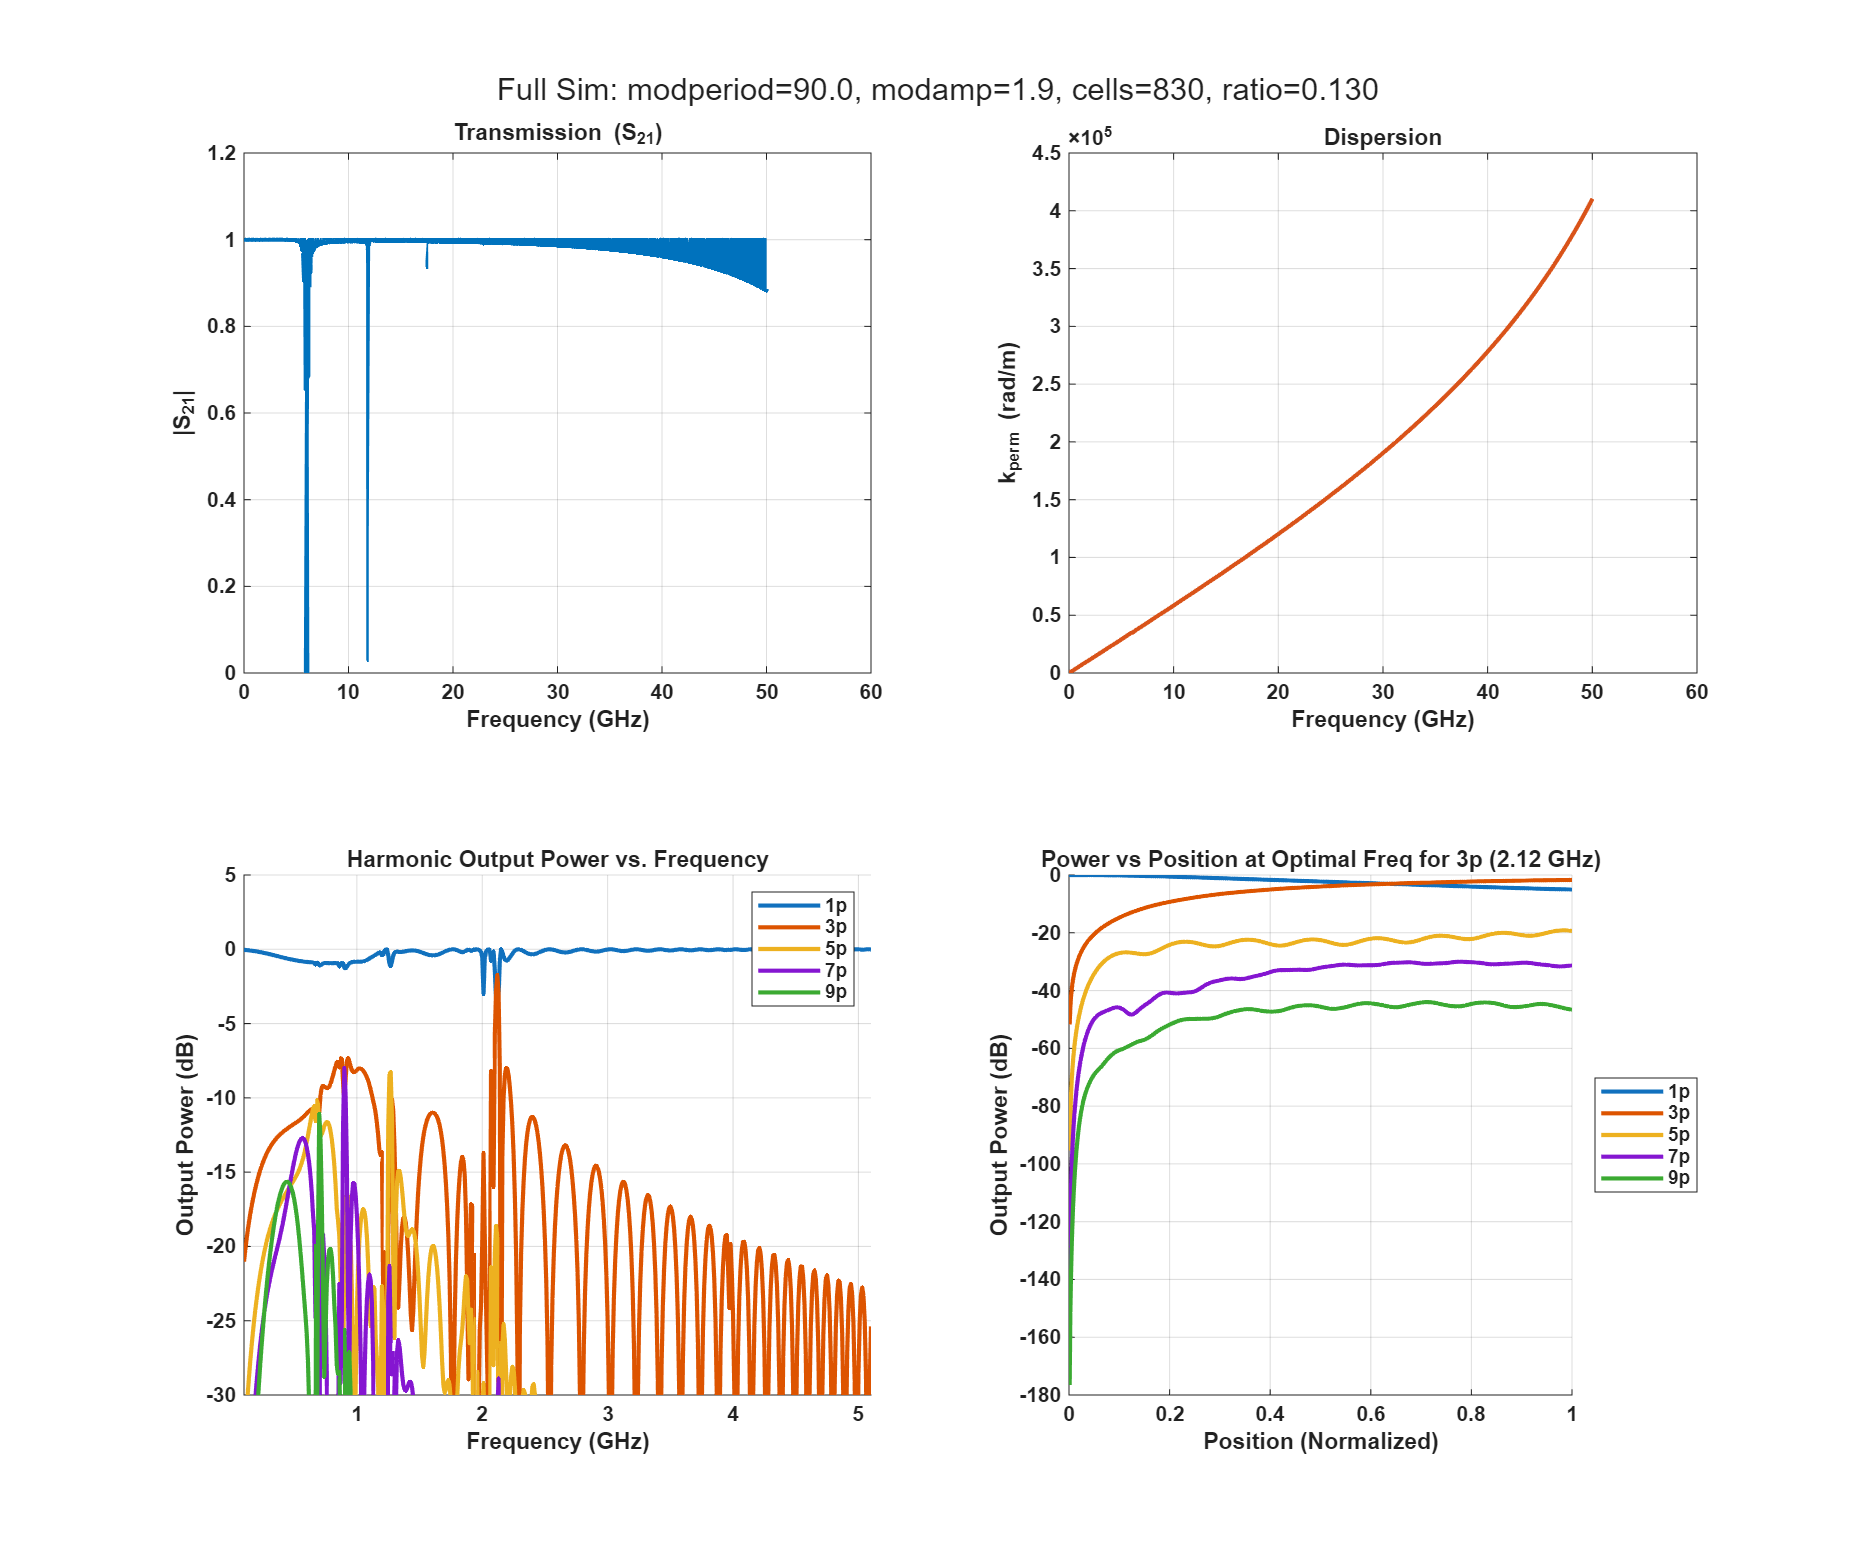 Full Sim: modperiod=90.0, modamp=1.9, cells=830, ratio=0.130
Transmission (S21)
1.2
1
0.8
0.6
0.4
0.2
0
|S21|
0 10 20 30 40 50 60
Frequency (GHz)
Dispersion
×10^5
4.5
4
3.5
3
2.5
2
1.5
1
0.5
0
kperm (rad/m)
0 10 20 30 40 50 60
Frequency (GHz)
Harmonic Output Power vs. Frequency
5
0
-5
-10
-15
-20
-25
-30
Output Power (dB)
1p
3p
5p
7p
9p
1 2 3 4 5
Frequency (GHz)
Power vs Position at Optimal Freq for 3p (2.12 GHz)
0
-20
-40
-60
-80
-100
-120
-140
-160
-180
Output Power (dB)
1p
3p
5p
7p
9p
0 0.2 0.4 0.6 0.8 1
Position (Normalized)